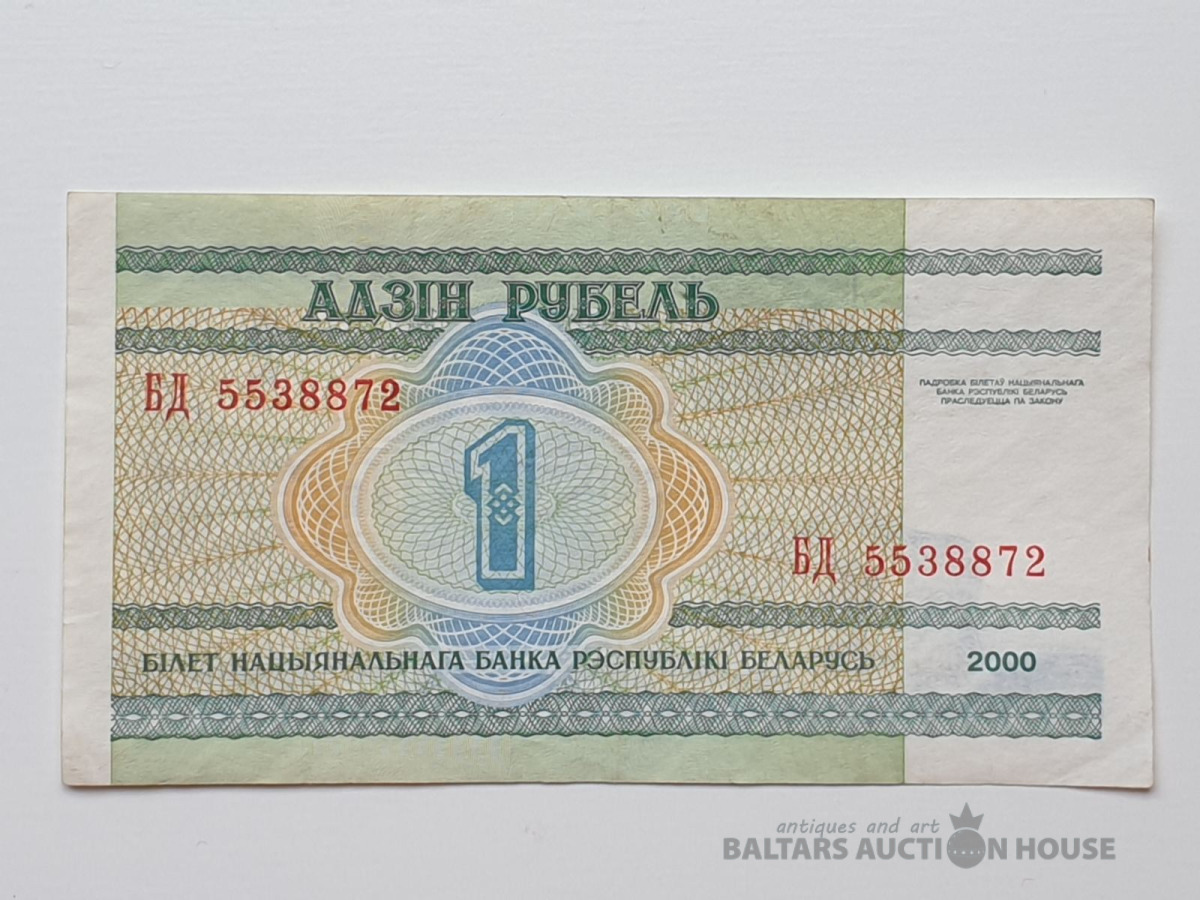 АДЗІН РУБЕЛЬ
БД 5538872
ПАДРОБКА БІЛЕТАЎ НАЦЫЯНАЛЬНАГА
БАНКА РЭСПУБЛІКІ БЕЛАРУСЬ
ПРАСЛЕДУЕЦЦА ПА ЗАКОНУ
1
БД 5538872
БІЛЕТ НАЦЫЯНАЛЬНАГА БАНКА РЭСПУБЛІКІ БЕЛАРУСЬ 2000
antiques and art
BALTARS AUCTION HOUSE